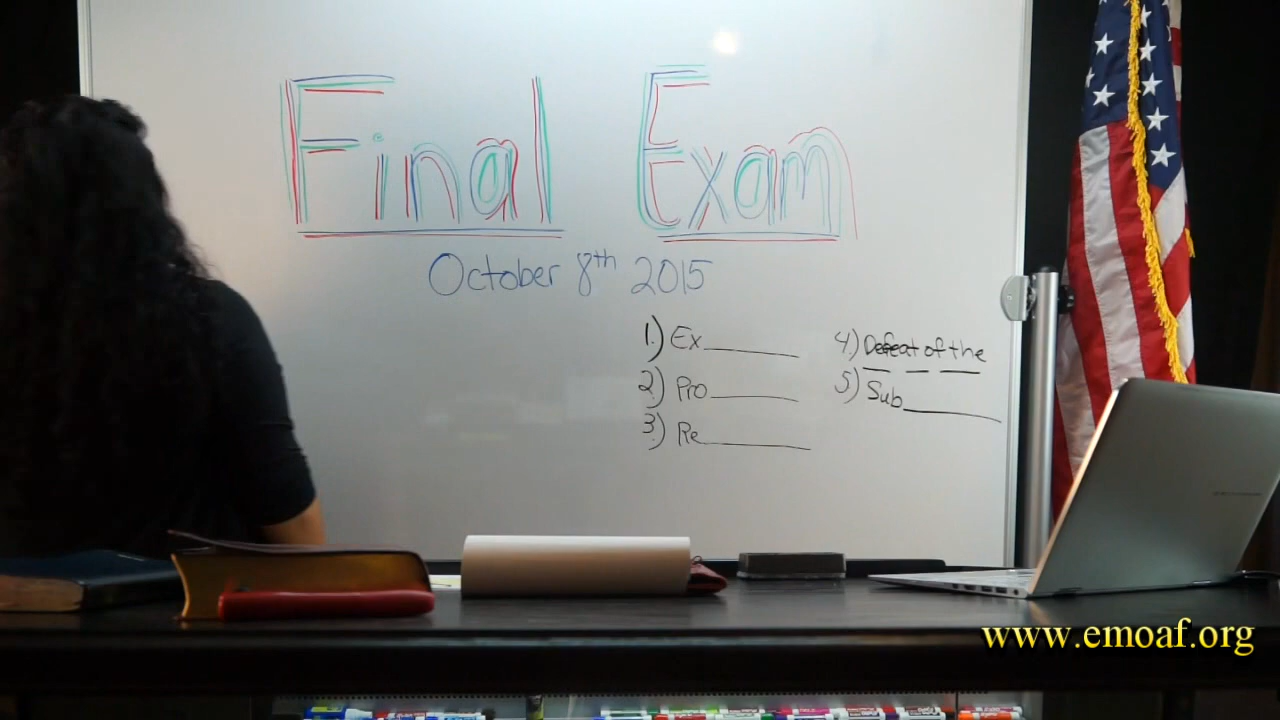 Final Exam
October 8th 2015
1.) Ex
2.) Pro
3.) Re
4.) Defeat of the
5.) Sub
www.emoaf.org